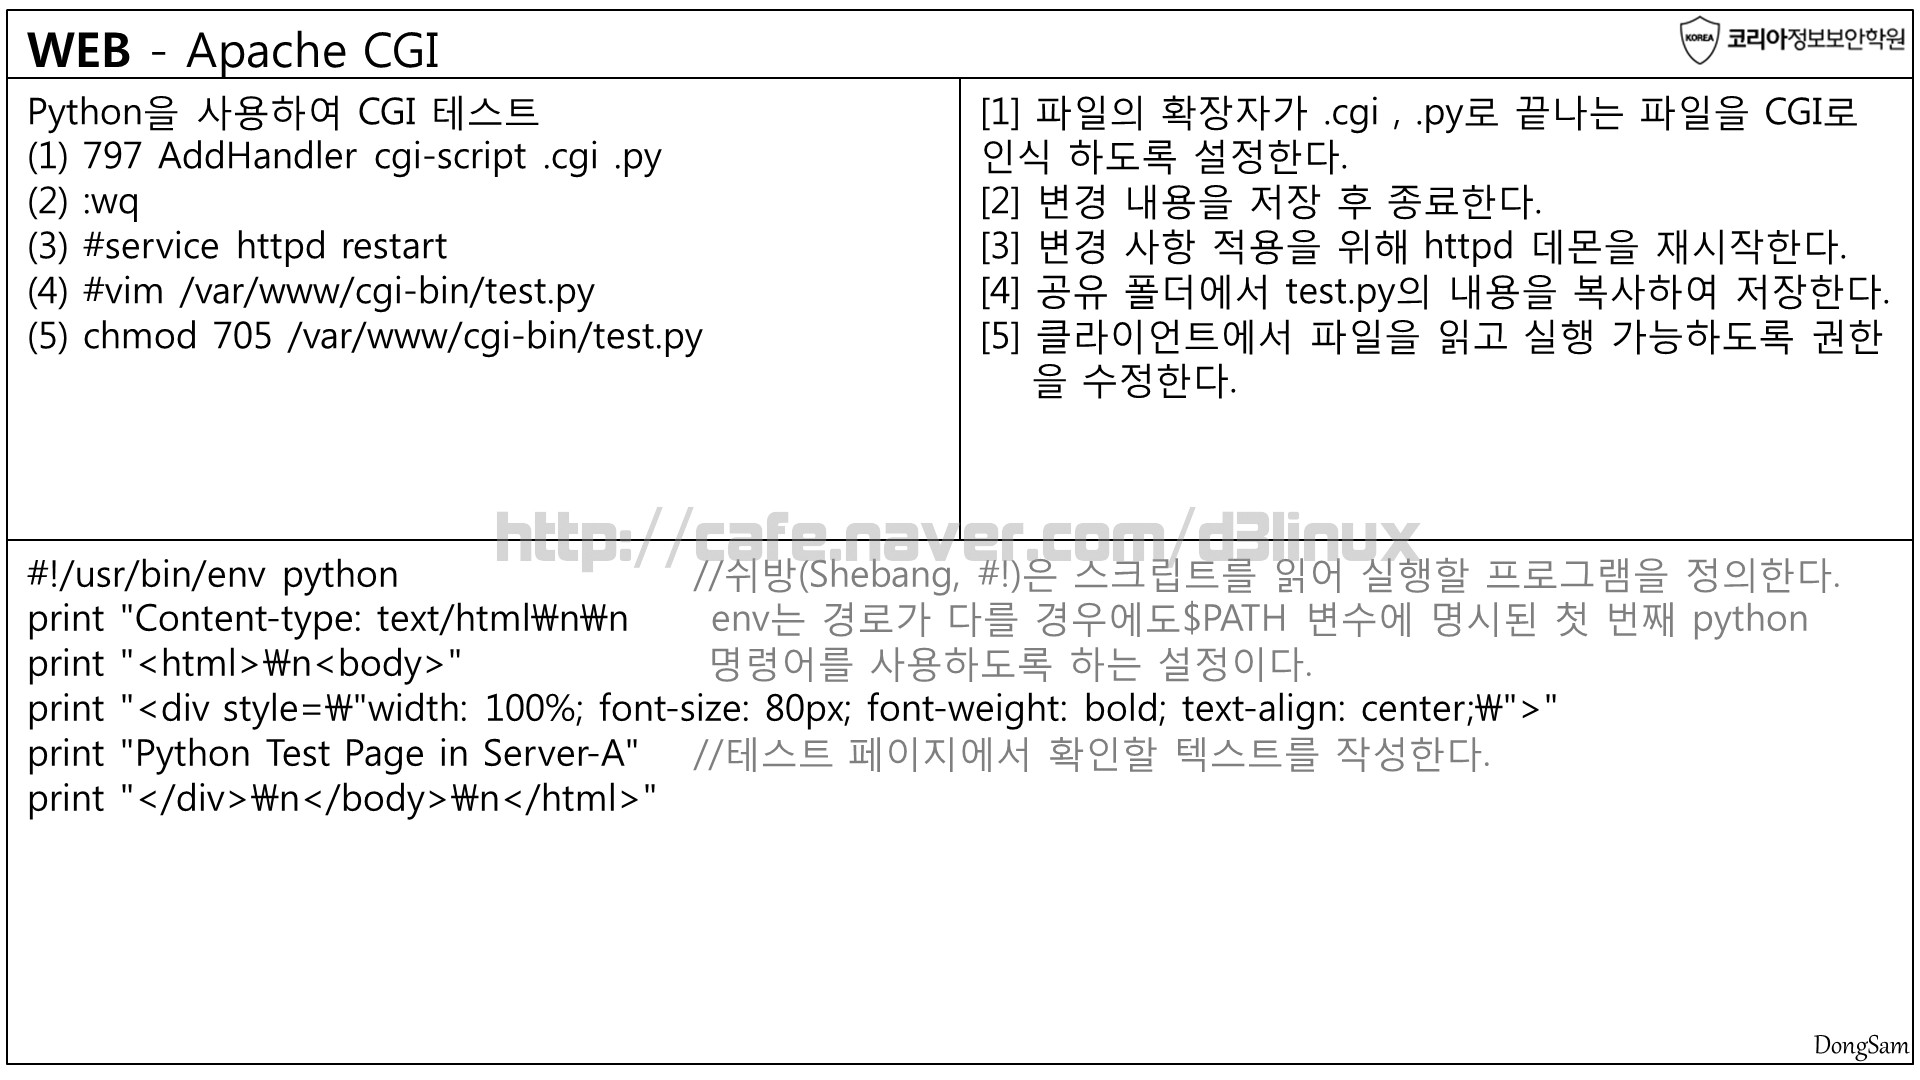 WEB - Apache CGI
KOREA 코리아정보보안학원
Python을 사용하여 CGI 테스트
(1) 797 AddHandler cgi-script .cgi .py
(2) :wq
(3) #service httpd restart
(4) #vim /var/www/cgi-bin/test.py
(5) chmod 705 /var/www/cgi-bin/test.py
[1] 파일의 확장자가 .cgi , .py로 끝나는 파일을 CGI로
인식 하도록 설정한다.
[2] 변경 내용을 저장 후 종료한다.
[3] 변경 사항 적용을 위해 httpd 데몬을 재시작한다.
[4] 공유 폴더에서 test.py의 내용을 복사하여 저장한다.
[5] 클라이언트에서 파일을 읽고 실행 가능하도록 권한
을 수정한다.
http://cafe.naver.com/d3linux
#!/usr/bin/env python //쉬방(Shebang, #!)은 스크립트를 읽어 실행할 프로그램을 정의한다.
print "Content-type: text/html₩n₩n env는 경로가 다를 경우에도$PATH 변수에 명시된 첫 번째 python
print "<html>₩n<body>" 명령어를 사용하도록 하는 설정이다.
print "<div style=₩"width: 100%; font-size: 80px; font-weight: bold; text-align: center;₩">"
print "Python Test Page in Server-A" //테스트 페이지에서 확인할 텍스트를 작성한다.
print "</div>₩n</body>₩n</html>"
DongSam